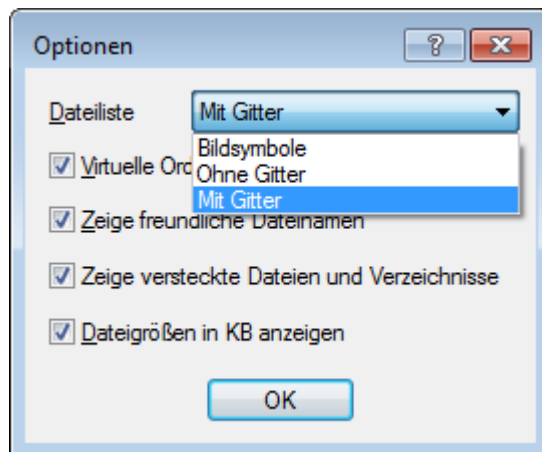 Optionen
Dateiliste Mit Gitter
Bildsymbole
Virtuelle
Ohne Gitter
Mit Gitter
Zeige freundliche Dateinamen
Zeige versteckte Dateien und Verzeichnisse
Dateigrößen in KB anzeigen
OK